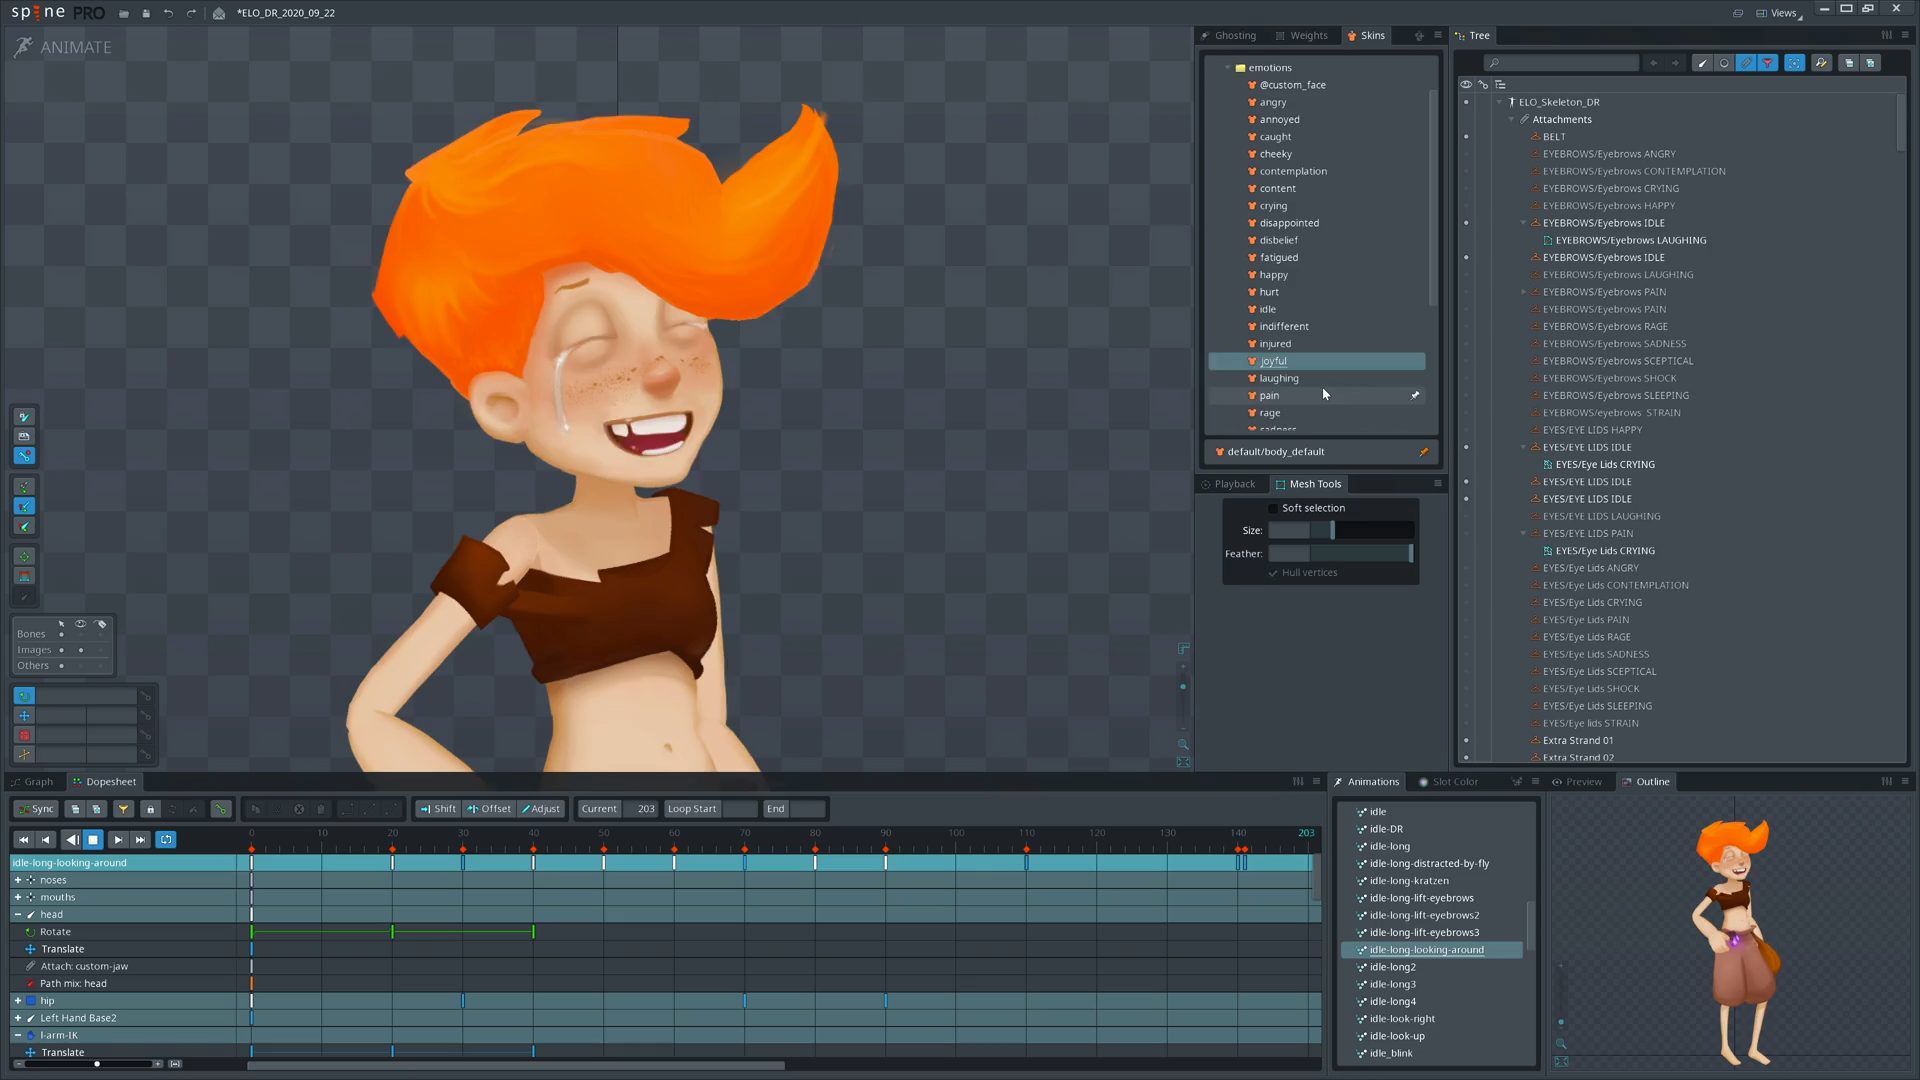 spine PRO
*ELO_DR_2020_09_22
Views
ANIMATE
Ghosting
Weights
Skins
emotions
@custom_face
angry
annoyed
caught
cheeky
contemplation
content
crying
disappointed
disbelief
fatigued
happy
hurt
idle
indifferent
injured
joyful
laughing
pain
rage
sadness
default/body_default
Playback
Mesh Tools
Soft selection
Size:
Feather:
Hull vertices
Tree
ELO_Skeleton_DR
Attachments
BELT
EYEBROWS/Eyebrows ANGRY
EYEBROWS/Eyebrows CONTEMPLATION
EYEBROWS/Eyebrows CRYING
EYEBROWS/Eyebrows HAPPY
EYEBROWS/Eyebrows IDLE
EYEBROWS/Eyebrows LAUGHING
EYEBROWS/Eyebrows IDLE
EYEBROWS/Eyebrows LAUGHING
EYEBROWS/Eyebrows PAIN
EYEBROWS/Eyebrows PAIN
EYEBROWS/Eyebrows RAGE
EYEBROWS/Eyebrows SADNESS
EYEBROWS/Eyebrows SCEPTICAL
EYEBROWS/Eyebrows SHOCK
EYEBROWS/Eyebrows SLEEPING
EYEBROWS/eyebrows STRAIN
EYES/EYE LIDS HAPPY
EYES/EYE LIDS IDLE
EYES/Eye Lids CRYING
EYES/EYE LIDS IDLE
EYES/EYE LIDS IDLE
EYES/EYE LIDS LAUGHING
EYES/EYE LIDS PAIN
EYES/Eye Lids CRYING
EYES/Eye Lids ANGRY
EYES/Eye Lids CONTEMPLATION
EYES/Eye Lids CRYING
EYES/Eye Lids PAIN
EYES/Eye Lids RAGE
EYES/Eye Lids SADNESS
EYES/Eye Lids SCEPTICAL
EYES/Eye Lids SHOCK
EYES/Eye Lids SLEEPING
EYES/Eye lids STRAIN
Extra Strand 01
Extra Strand 02
Bones
Images
Others
Graph
Dopesheet
Sync
Shift
Offset
Adjust
Current 203
Loop Start
End
0 10 20 30 40 50 60 70 80 90 100 110 120 130 140 203
idle-long-looking-around
noses
mouths
head
Rotate
Translate
Attach: custom-jaw
Path mix: head
hip
Left Hand Base2
l-arm-IK
Translate
Animations
Slot Color
idle
idle-DR
idle-long
idle-long-distracted-by-fly
idle-long-kratzen
idle-long-lift-eyebrows
idle-long-lift-eyebrows2
idle-long-lift-eyebrows3
idle-long-looking-around
idle-long2
idle-long3
idle-long4
idle-look-right
idle-look-up
idle_blink
Preview
Outline